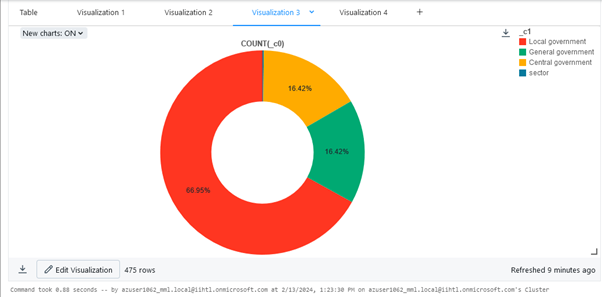 Table Visualization 1 Visualization 2 Visualization 3 Visualization 4 +
New charts: ON
COUNT(_c0)
_c1
Local government
General government
Central government
sector
16.42%
16.42%
66.95%
Edit Visualization 475 rows Refreshed 9 minutes ago
Command took 0.88 seconds -- by azuser1062_mml.local@iihtl.onmicrosoft.com at 2/13/2024, 1:23:30 PM on azuser1062_mml.local@iihtl.onmicrosoft.com's Cluster